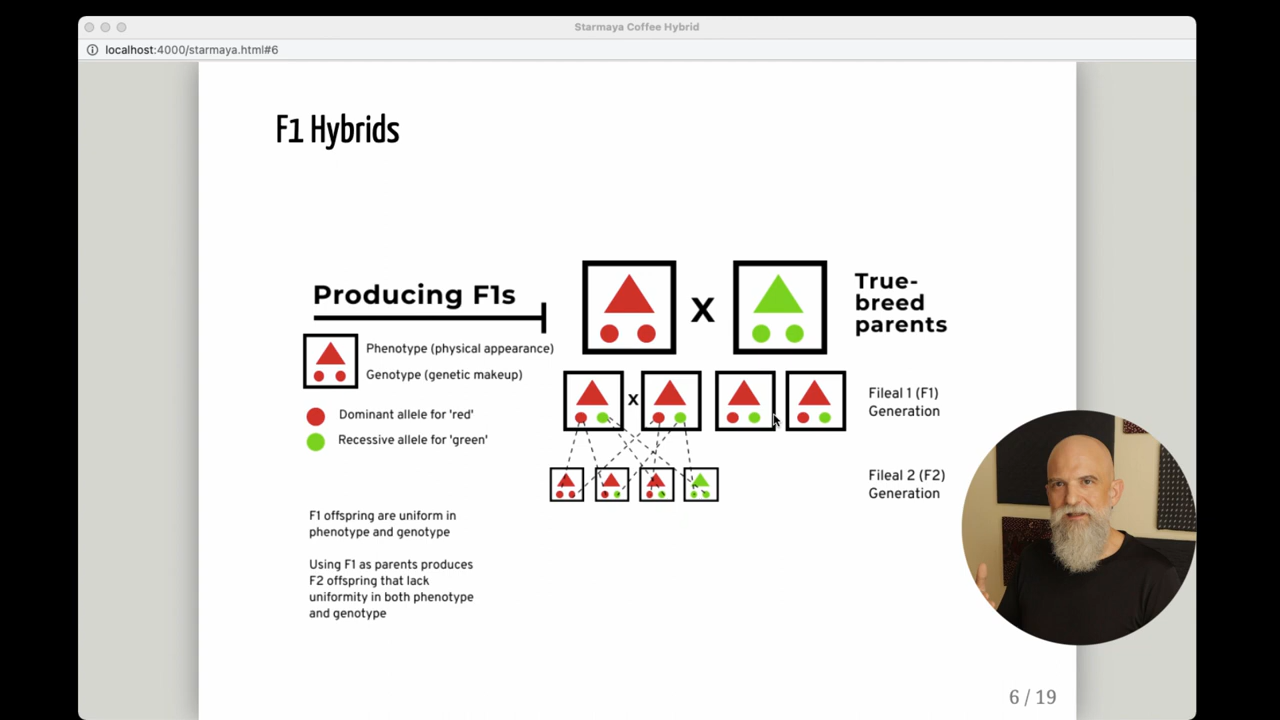 Starmaya Coffee Hybrid
localhost:4000/starmaya.html#6
F1 Hybrids
Producing F1s
Phenotype (physical appearance)
Genotype (genetic makeup)
Dominant allele for 'red'
Recessive allele for 'green'
F1 offspring are uniform in
phenotype and genotype
Using F1 as parents produces
F2 offspring that lack
uniformity in both phenotype
and genotype
X
True-
breed
parents
X
Fileal 1 (F1)
Generation
Fileal 2 (F2)
Generation
6 / 19